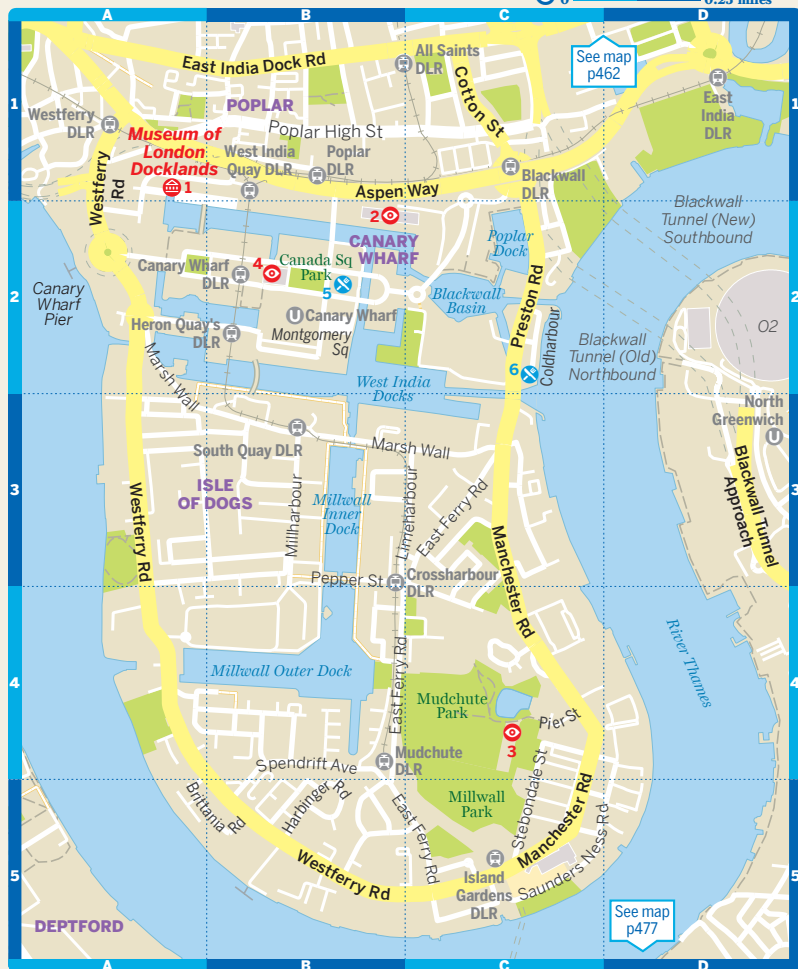 0
0.25 miles
A
B
C
D
East India Dock Rd
All Saints
DLR
See map
p462
Cotton St
1
1
POPLAR
East
India
DLR
Westferry
DLR
Museum of
London
Docklands
1
Poplar High St
West India
Quay DLR
Poplar
DLR
Blackwall
DLR
Westferry
Rd
Aspen Way
2
CANARY
WHARF
Blackwall
Tunnel (New)
Southbound
Poplar
Dock
Canary Wharf
DLR
4
Canada Sq
Park
5
2
2
Canary
Wharf
Pier
Blackwall
Basin
Preston Rd
Heron Quay's
DLR
Canary Wharf
Montgomery
Sq
Coldharbour
Blackwall
Tunnel (Old)
Northbound
O2
Marsh Wall
6
West India
Docks
North
Greenwich
South Quay DLR
Marsh Wall
Blackwall Tunnel
Approach
3
3
ISLE
OF DOGS
Westferry Rd
Millharbour
Millwall
Inner
Dock
Limeharbour
East Ferry Rd
Manchester Rd
Pepper St
Crossharbour
DLR
River Thames
Millwall Outer Dock
East Ferry Rd
4
4
Mudchute
Park
Pier St
3
Spendrift Ave
Mudchute
DLR
Brittania Rd
Harbinger Rd
East Ferry Rd
Millwall
Park
Stebondale St
Manchester Rd
Saunders Ness Rd
Westferry Rd
5
5
Island
Gardens
DLR
DEPTFORD
See map
p477
A
B
C
D